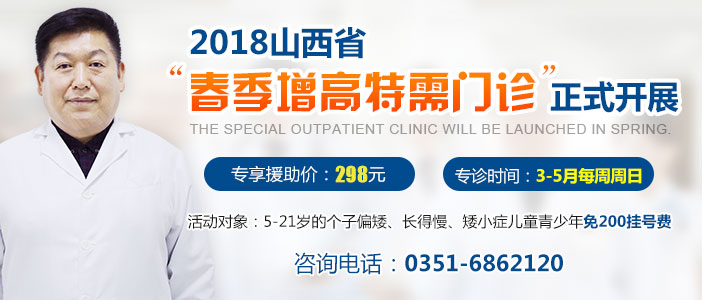 2018山西省
“春季增高特需门诊”正式开展
THE SPECIAL OUTPATIENT CLINIC WILL BE LAUNCHED IN SPRING.
专享援助价：298元
专诊时间：3-5月每周周日
活动对象：5-21岁的个子偏矮、长得慢、矮小症儿童青少年免200挂号费
咨询电话：0351-6862120